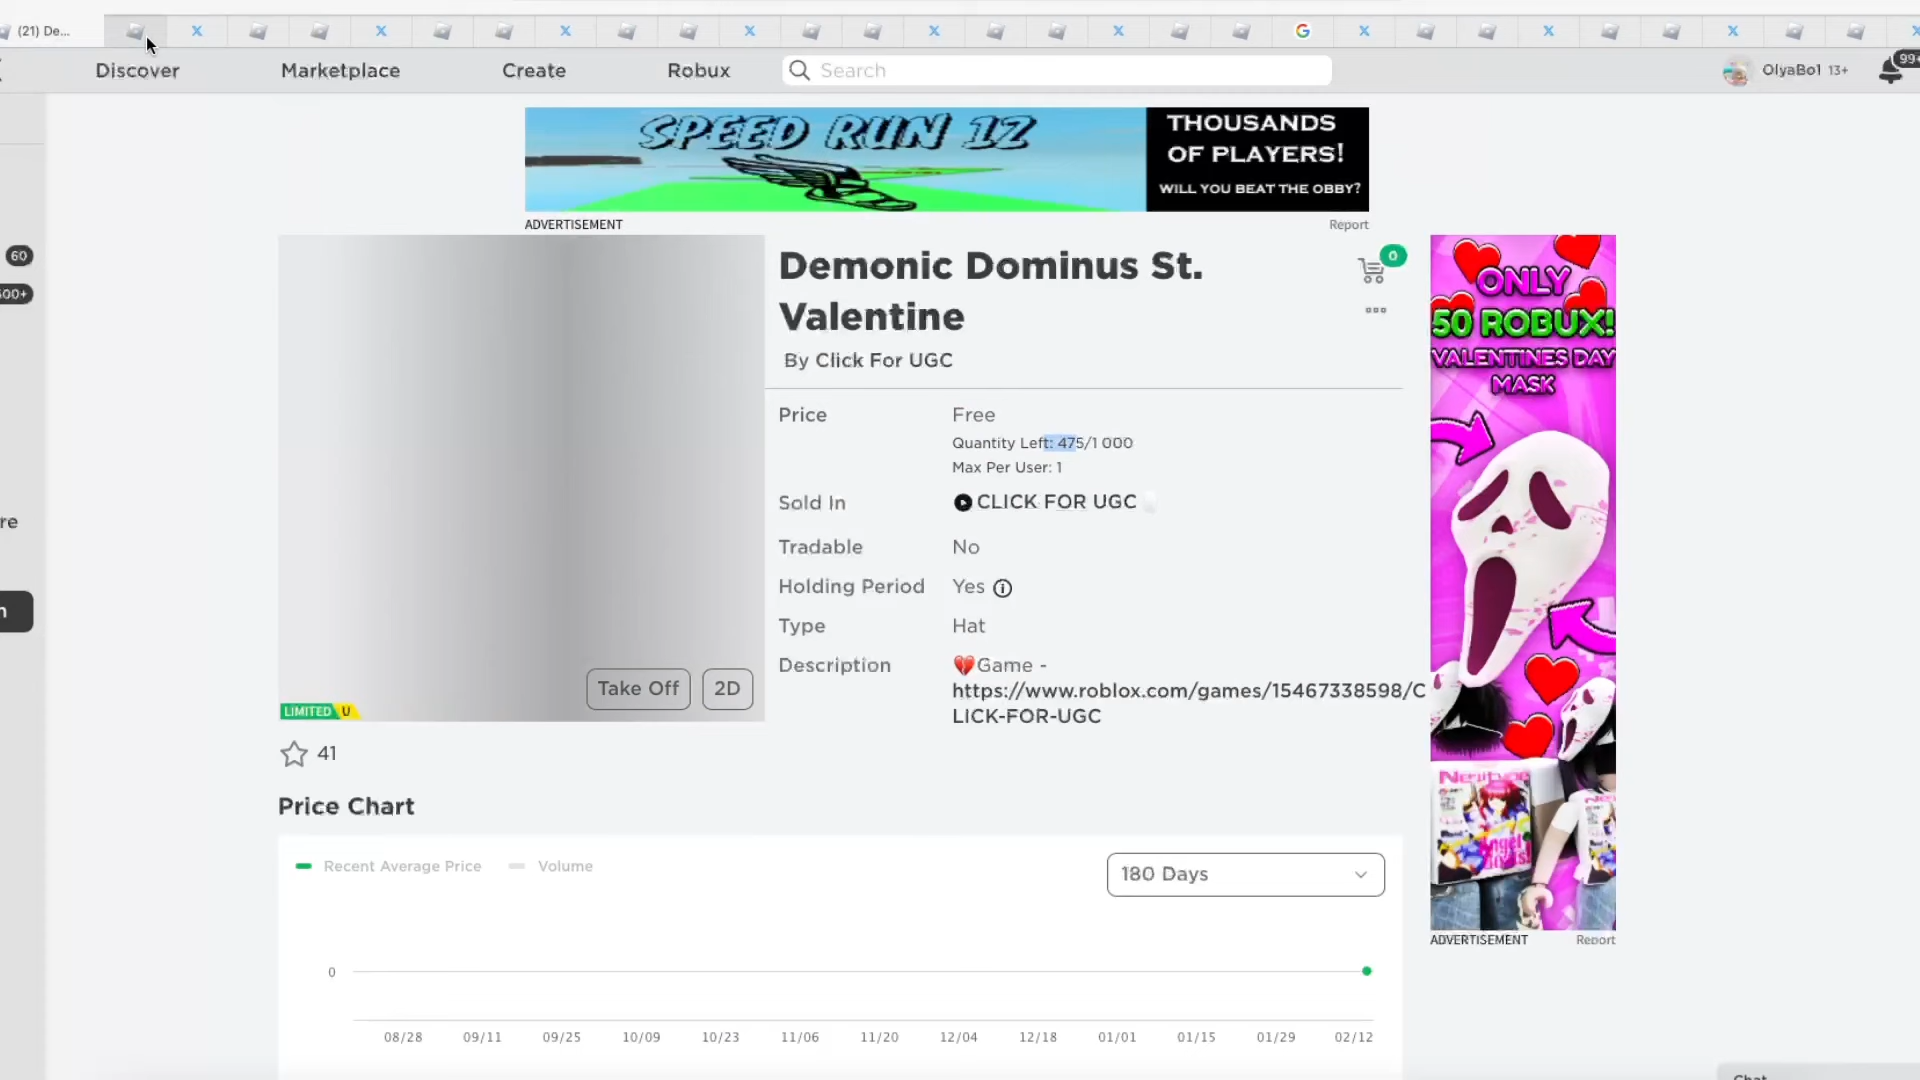 (21) De...
Discover
Marketplace
Create
Robux
Search
OlyaBo1 13+
99+
SPEED RUN 12
THOUSANDS
OF PLAYERS!
WILL YOU BEAT THE OBBY?
ADVERTISEMENT
Report
60
500+
re
n
Demonic Dominus St.
Valentine
0
By Click For UGC
Price
Free
Quantity Left: 475/1 000
Max Per User: 1
Sold In
CLICK FOR UGC
Tradable
No
Holding Period
Yes
Type
Hat
Description
💔Game -
https://www.roblox.com/games/15467338598/C
LICK-FOR-UGC
Take Off
2D
LIMITED U
41
Price Chart
Recent Average Price
Volume
180 Days
0
08/28
09/11
09/25
10/09
10/23
11/06
11/20
12/04
12/18
01/01
01/15
01/29
02/12
ONLY
50 ROBUX!
VALENTINES DAY
MASK
ADVERTISEMENT
Report
Chat